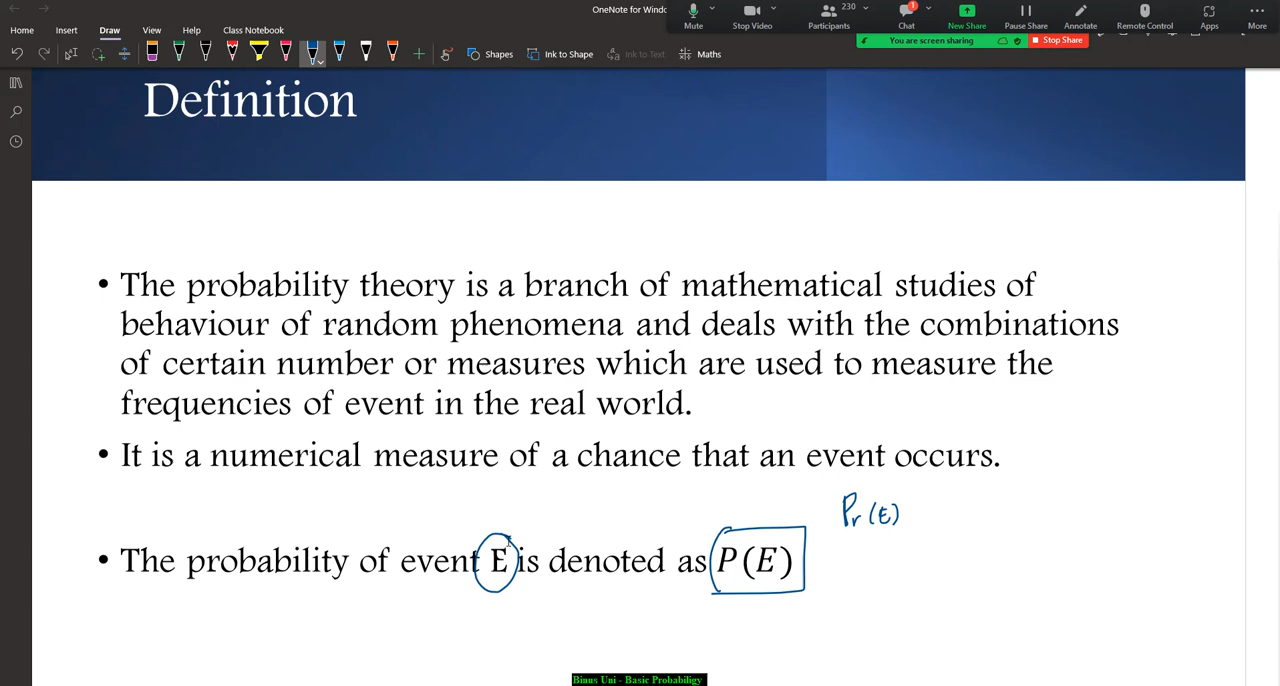 OneNote for Windo
Mute
Stop Video
230
Participants
1
Chat
New Share
Pause Share
Annotate
Remote Control
Apps
More
Home
Insert
Draw
View
Help
Class Notebook
You are screen sharing
Stop Share
Shapes
Ink to Shape
Ink to Text
Maths
Definition
• The probability theory is a branch of mathematical studies of
behaviour of random phenomena and deals with the combinations
of certain number or measures which are used to measure the
frequencies of event in the real world.
• It is a numerical measure of a chance that an event occurs.
Pr(E)
• The probability of event E is denoted as P(E)
Binus Uni - Basic Probabiligy